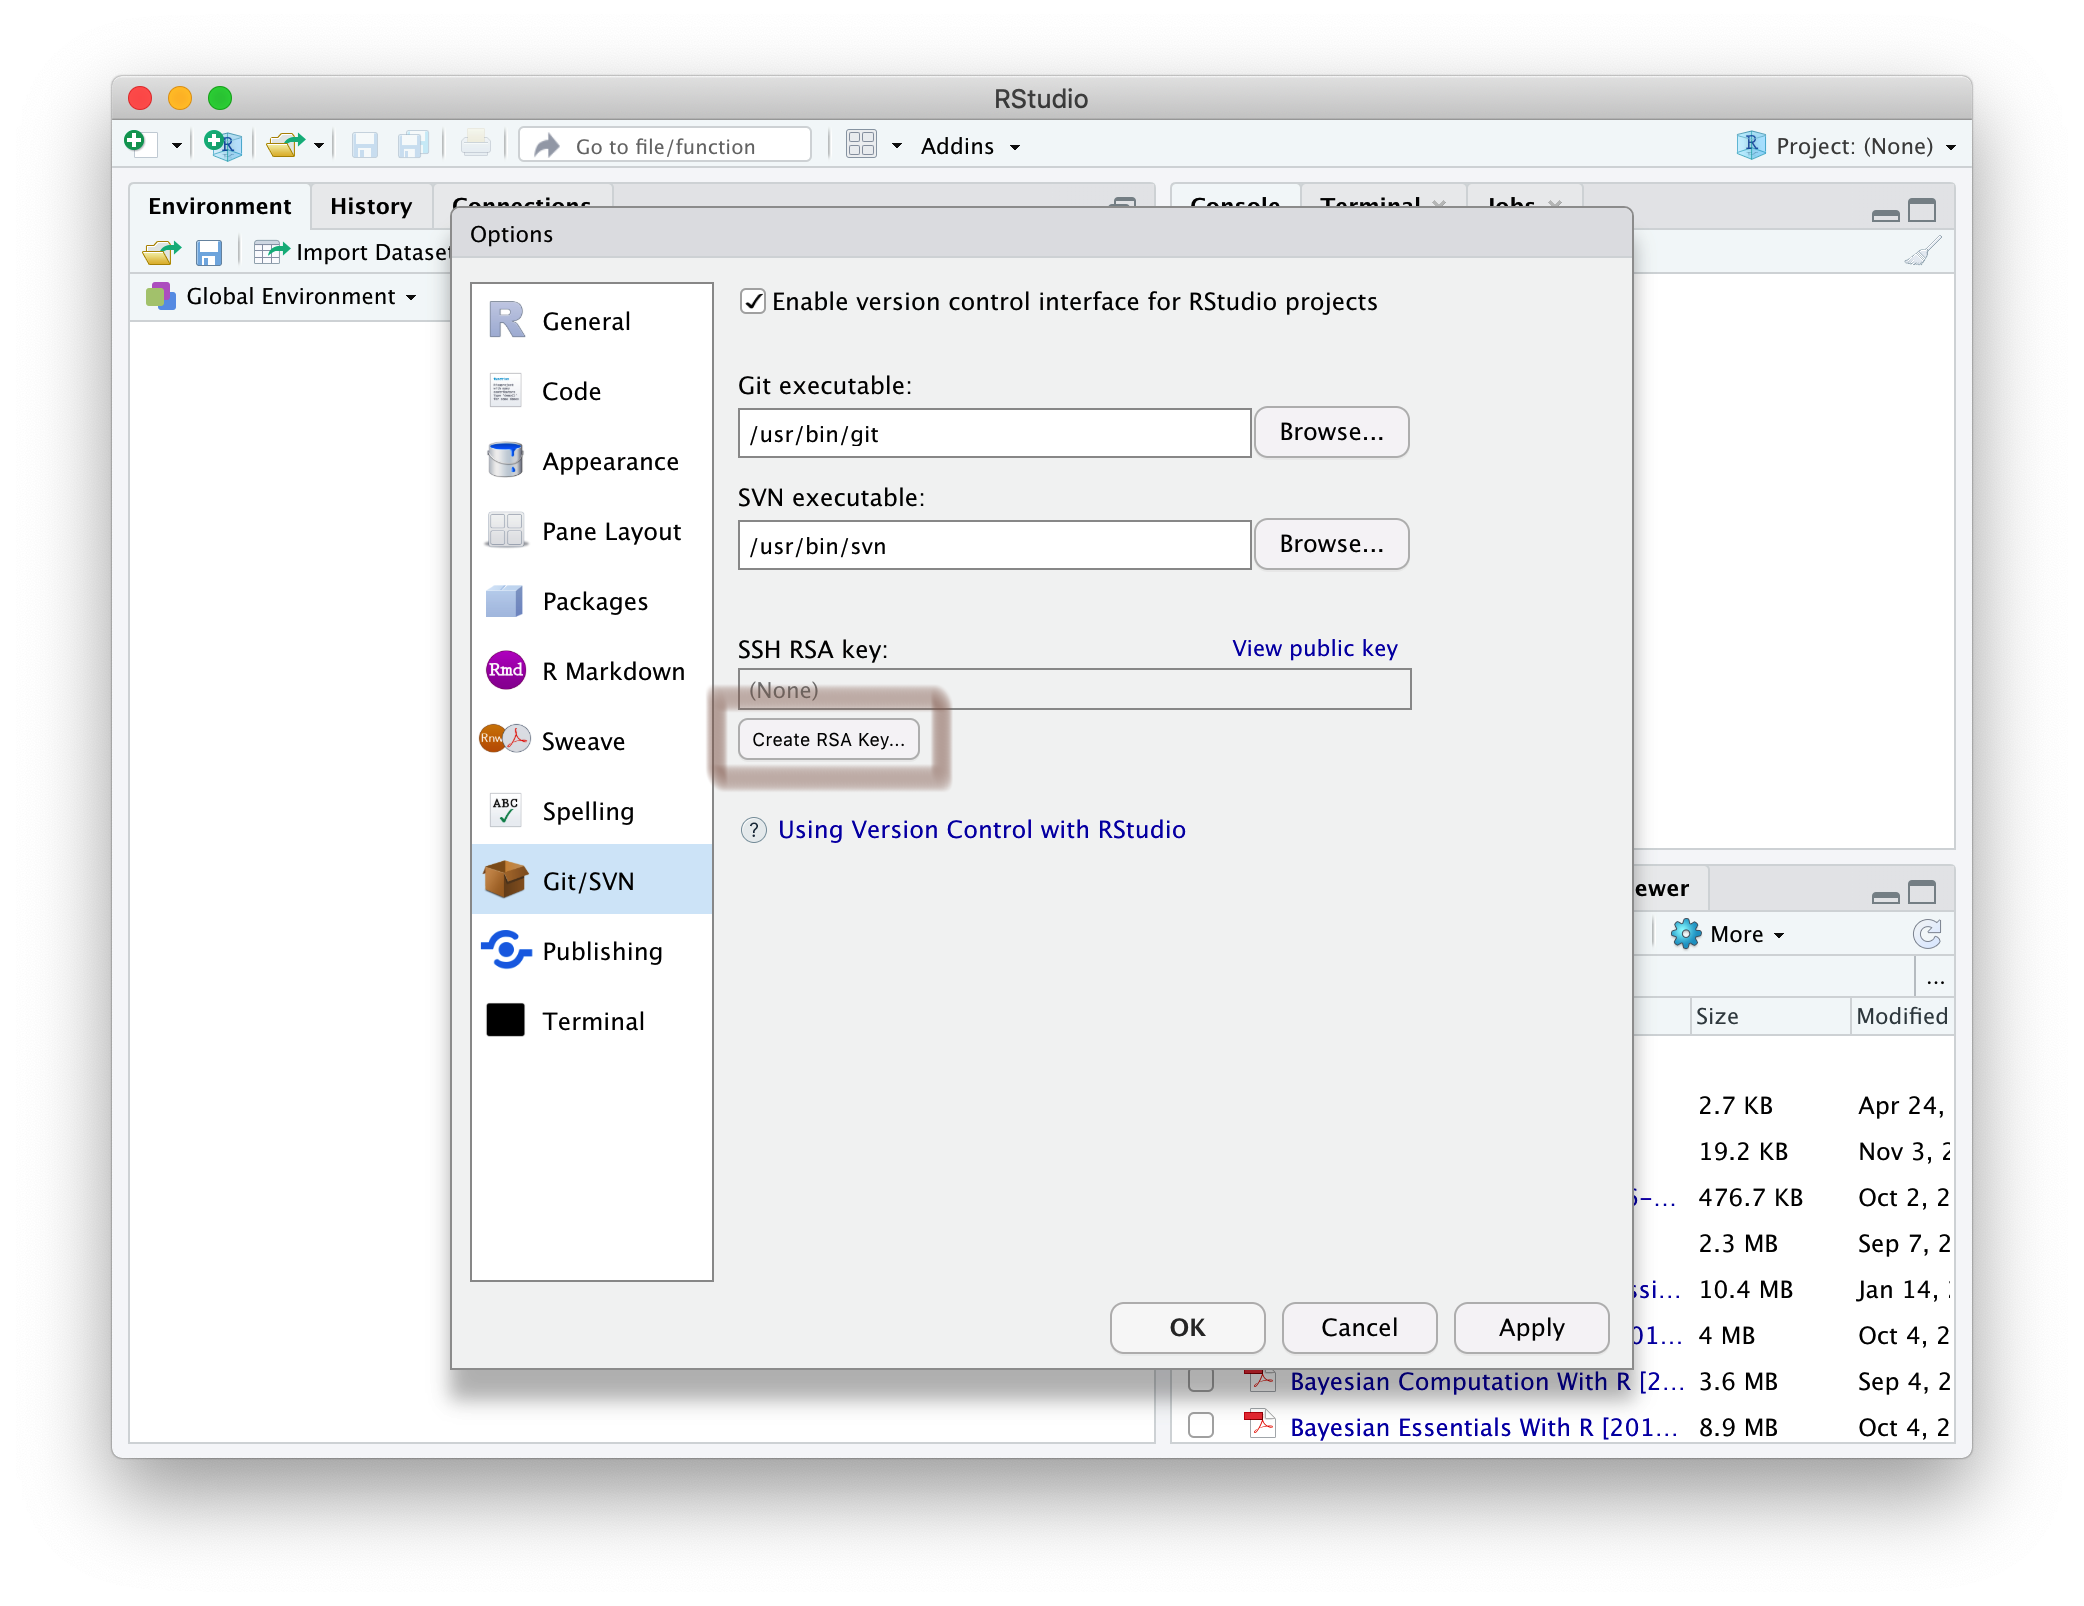 RStudio
Go to file/function
Addins
Project: (None)
Environment
History
Connections
Console
Terminal
Jobs
Import Dataset
Global Environment
Options
General
Code
Appearance
Pane Layout
Packages
Rmd
R Markdown
Rnw
Sweave
ABC
Spelling
Git/SVN
Publishing
Terminal
Enable version control interface for RStudio projects
Git executable:
/usr/bin/git
Browse...
SVN executable:
/usr/bin/svn
Browse...
SSH RSA key:
View public key
(None)
Create RSA Key...
? Using Version Control with RStudio
OK
Cancel
Apply
ewer
More
...
Size
Modified
2.7 KB Apr 24,
19.2 KB Nov 3, 2
-... 476.7 KB Oct 2, 2
2.3 MB Sep 7, 2
ssi... 10.4 MB Jan 14,
01... 4 MB Oct 4, 2
Bayesian Computation With R [2... 3.6 MB Sep 4, 2
Bayesian Essentials With R [201... 8.9 MB Oct 4, 2